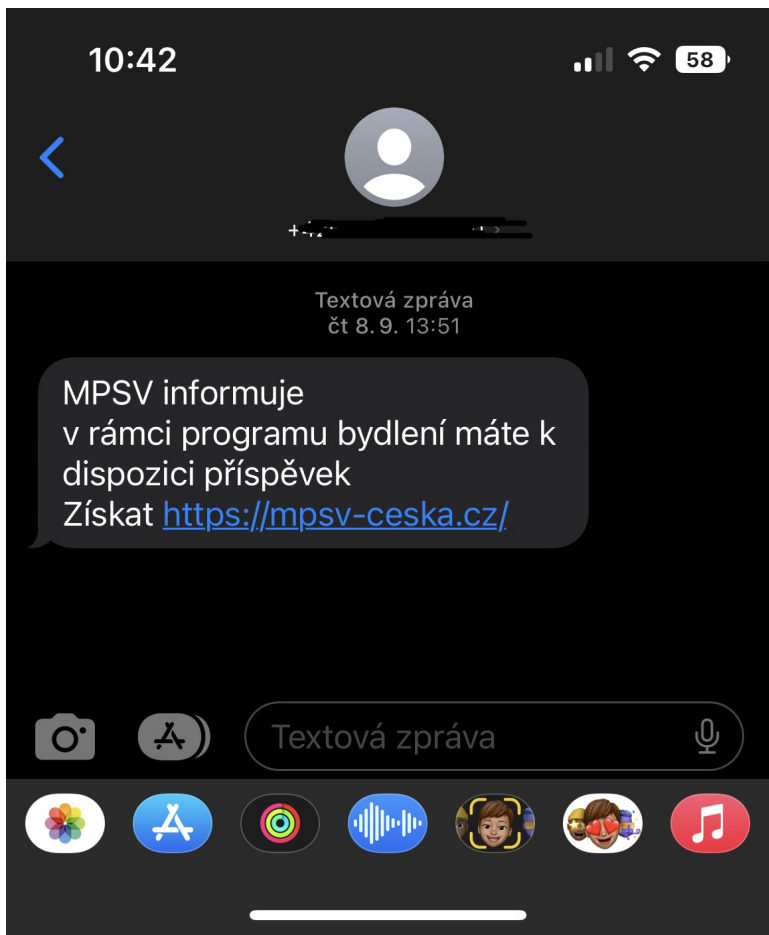 10:42
58
Textová zpráva
čt 8. 9. 13:51
MPSV informuje
v rámci programu bydlení máte k
dispozici příspěvek
Získat https://mpsv-ceska.cz/
Textová zpráva